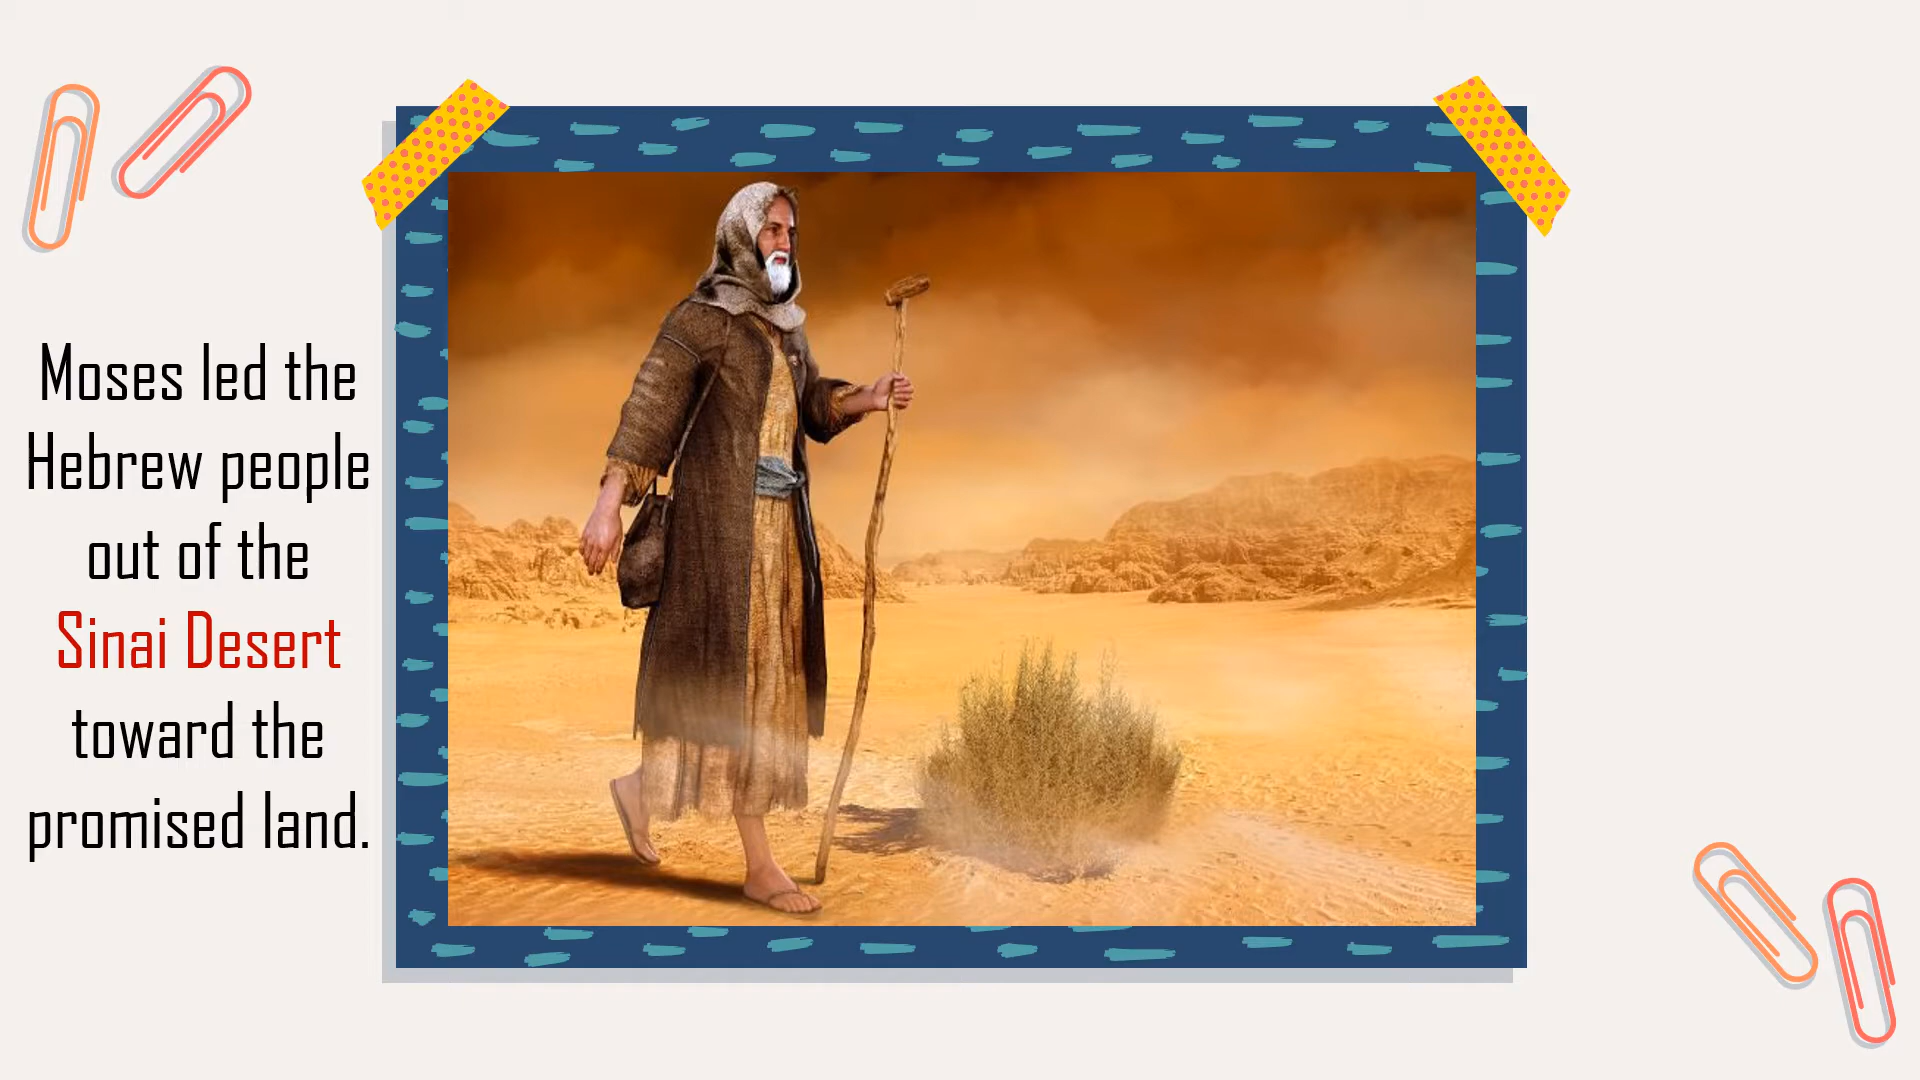 Moses led the
Hebrew people
out of the
Sinai Desert
toward the
promised land.